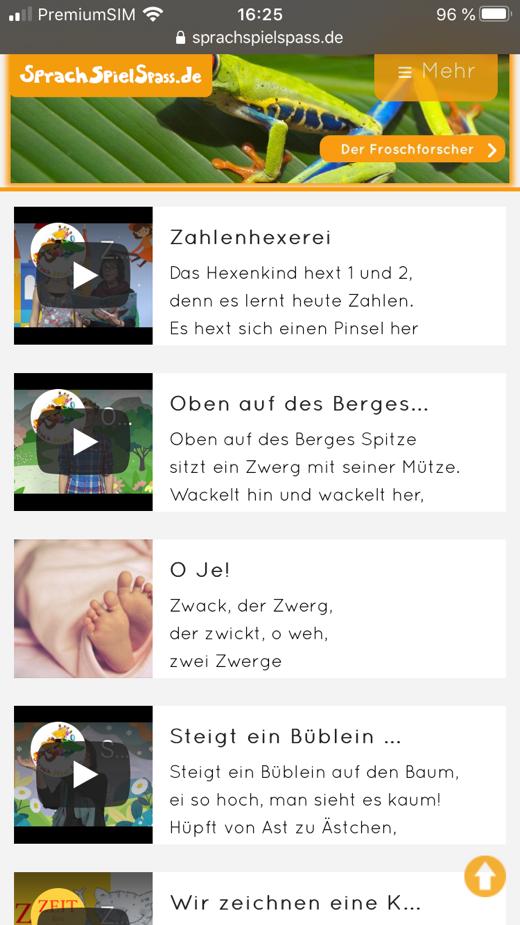 PremiumSIM 16:25 96 %
sprachspielspass.de
SprachSpielSpass.de
≡ Mehr
Der Froschforscher
Zahlenhexerei
Das Hexenkind hext 1 und 2,
denn es lernt heute Zahlen.
Es hext sich einen Pinsel her
Z...
Oben auf des Berges...
Oben auf des Berges Spitze
sitzt ein Zwerg mit seiner Mütze.
Wackelt hin und wackelt her,
O...
O Je!
Zwack, der Zwerg,
der zwickt, o weh,
zwei Zwerge
Steigt ein Büblein ...
Steigt ein Büblein auf den Baum,
ei so hoch, man sieht es kaum!
Hüpft von Ast zu Ästchen,
S...
Wir zeichnen eine K...
Z ZEIT Z...